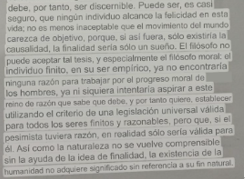 debe, por tanto, ser discernible. Puede ser, es casi
seguro, que ningún individuo alcance la felicidad en esta
vida; no es menos inaceptable que el movimiento del mundo
carezca de objetivo, porque, si así fuera, sólo existiría la
causalidad, la finalidad sería sólo un sueño. El filósofo no
puede aceptar tal tesis, y especialmente el filósofo moral: el
individuo finito, en su ser empírico, ya no encontraría
ninguna razón para trabajar por el progreso moral de
los hombres, ya ni siquiera intentaría aspirar a este
reino de razón que sabe que debe, y por tanto quiere, establecer
utilizando el criterio de una legislación universal válida
para todos los seres finitos y razonables, pero que, si el
pesimista tuviera razón, en realidad sólo sería válida para
él. Así como la naturaleza no se vuelve comprensible
sin la ayuda de la idea de finalidad, la existencia de la
humanidad no adquiere significado sin referencia a su fin natural.